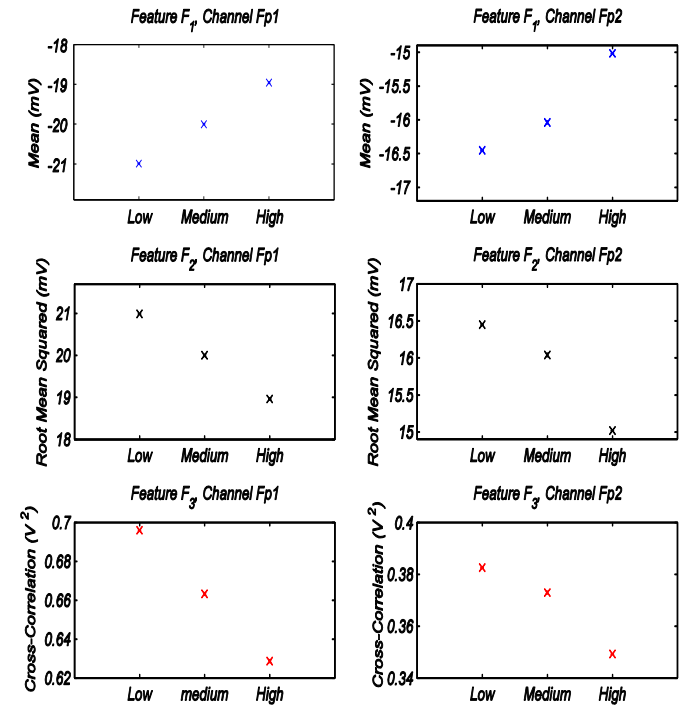 Feature F1, Channel Fp1
Mean (mV)
-18
-19
-20
-21
Low Medium High
Feature F1, Channel Fp2
Mean (mV)
-15
-15.5
-16
-16.5
-17
Low Medium High
Feature F2, Channel Fp1
Root Mean Squared (mV)
21
20
19
18
Low Medium High
Feature F2, Channel Fp2
Root Mean Squared (mV)
17
16.5
16
15.5
15
Low Medium High
Feature F3, Channel Fp1
Cross-Correlation (V²)
0.7
0.68
0.66
0.64
0.62
Low medium High
Feature F3, Channel Fp2
Cross-Correlation (V²)
0.4
0.38
0.36
0.34
Low Medium High